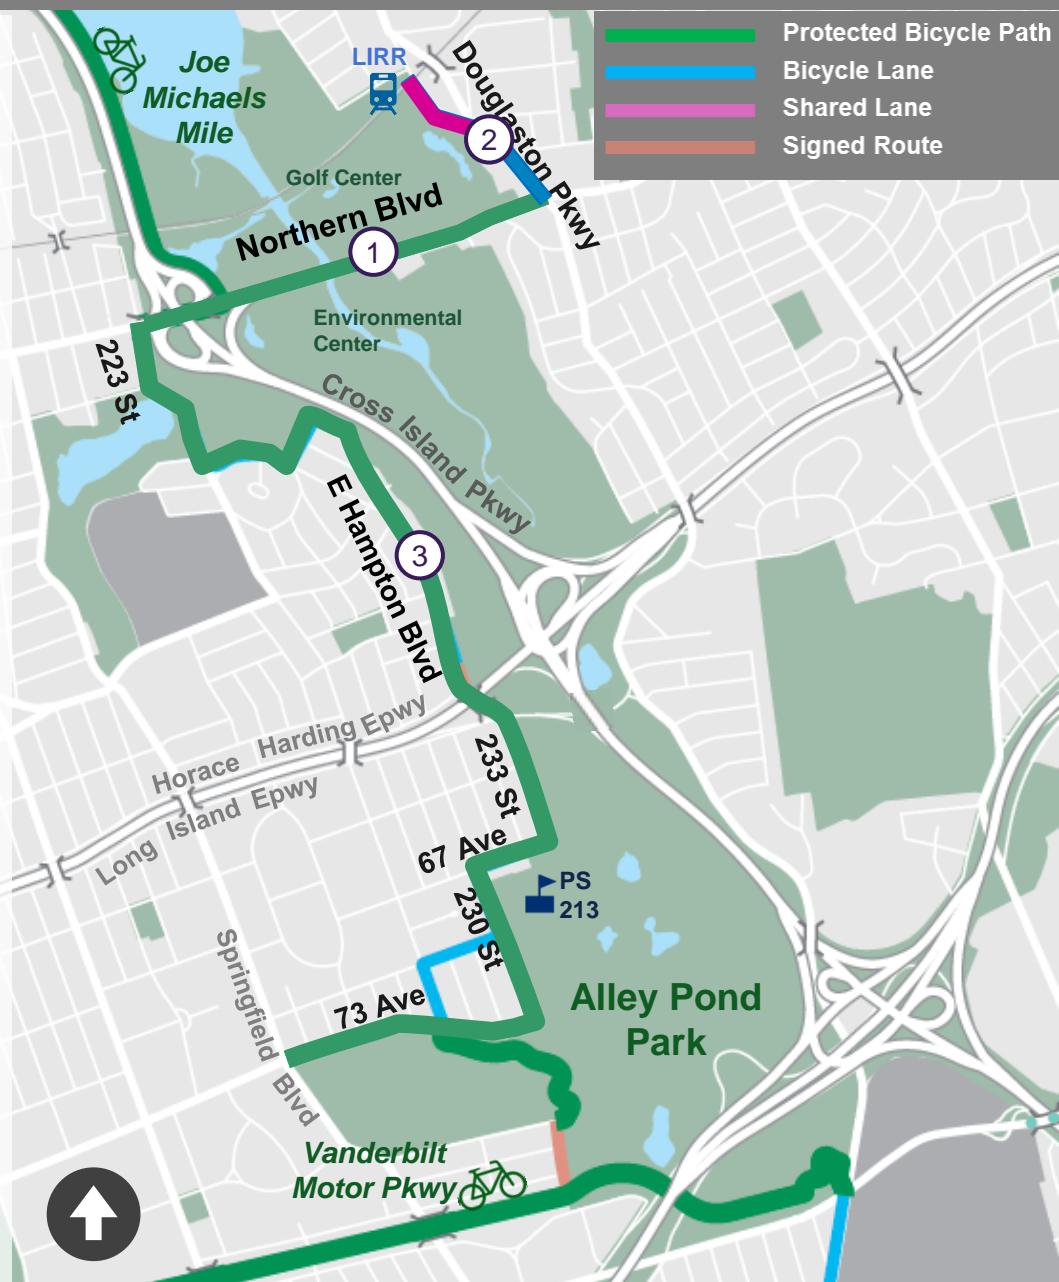 Protected Bicycle Path
Bicycle Lane
Shared Lane
Signed Route
LIRR
Joe
Michaels
Mile
Douglaston Pkwy
2
Golf Center
Northern Blvd
1
Environmental
Center
223 St
Cross Island Pkwy
E Hampton Blvd
3
Horace Harding Epwy
Long Island Epwy
233 St
67 Ave
PS
213
230 St
Springfield Blvd
73 Ave
Alley Pond
Park
Vanderbilt
Motor Pkwy